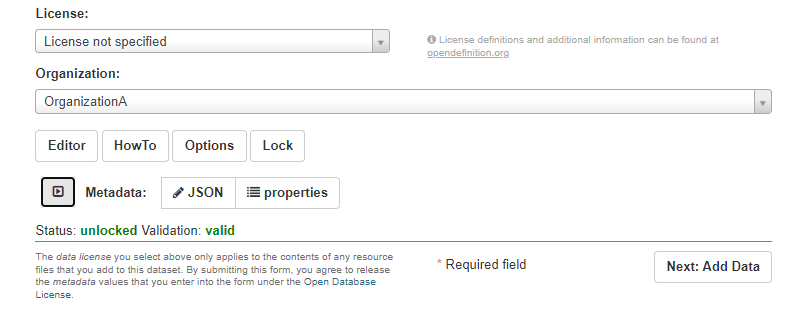 License:
License not specified
License definitions and additional information can be found at
opendefinition.org
Organization:
OrganizationA
Editor HowTo Options Lock
Metadata: JSON properties
Status: unlocked Validation: valid
The data license you select above only applies to the contents of any resource
files that you add to this dataset. By submitting this form, you agree to release
the metadata values that you enter into the form under the Open Database
License.
* Required field
Next: Add Data